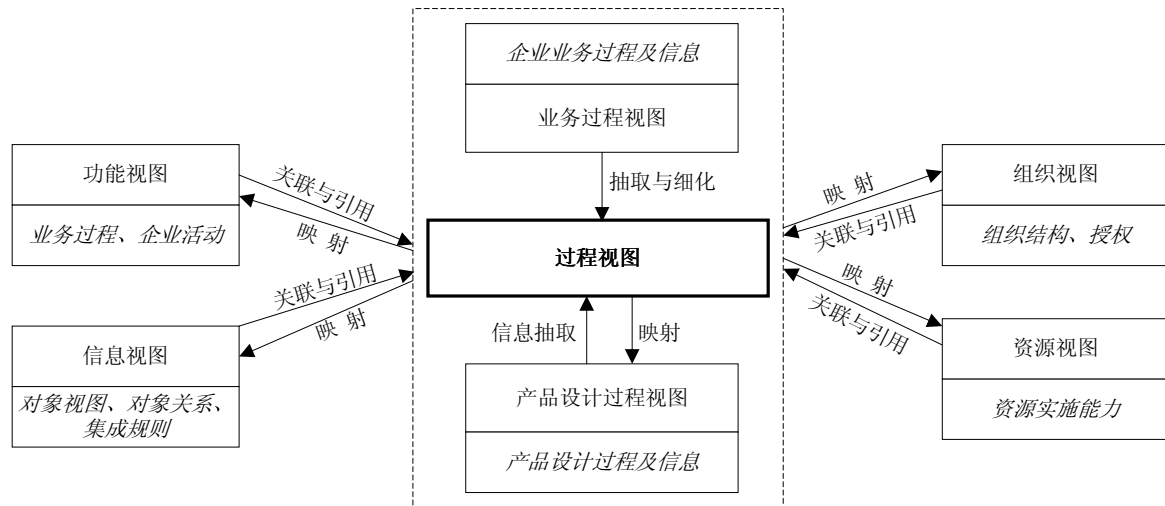 企业业务过程及信息
业务过程视图
抽取与细化
功能视图
业务过程、企业活动
关联与引用
映 射
过程视图
映 射
关联与引用
组织视图
组织结构、授权
关联与引用
映 射
信息视图
对象视图、对象关系、
集成规则
信息抽取
映射
产品设计过程视图
产品设计过程及信息
映 射
关联与引用
资源视图
资源实施能力